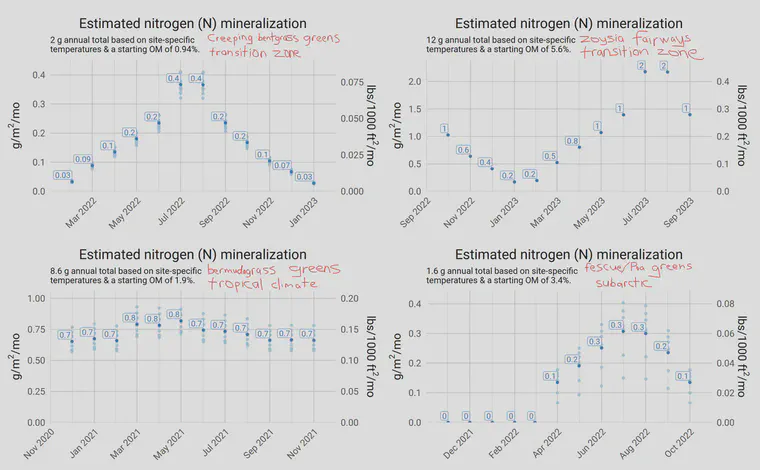 Estimated nitrogen (N) mineralization
2 g annual total based on site-specific
temperatures & a starting OM of 0.94%.
Creeping bentgrass greens
transition zone
g/m²/mo
0.4
0.3
0.2
0.1
0.0
0.03
0.09
0.1
0.2
0.2
0.4
0.4
0.2
0.2
0.1
0.07
0.03
0.075
0.050
0.025
0.000
lbs/1000 ft²/mo
Mar 2022
May 2022
Jul 2022
Sep 2022
Nov 2022
Jan 2023
Estimated nitrogen (N) mineralization
12 g annual total based on site-specific
temperatures & a starting OM of 5.6%.
zoysia fairways
transition zone
g/m²/mo
2.0
1.5
1.0
0.5
0.0
1
0.6
0.4
0.2
0.2
0.5
0.8
1
1
2
2
1
0.4
0.3
0.2
0.1
0.0
lbs/1000 ft²/mo
Sep 2022
Nov 2022
Jan 2023
Mar 2023
May 2023
Jul 2023
Sep 2023
Estimated nitrogen (N) mineralization
8.6 g annual total based on site-specific
temperatures & a starting OM of 1.9%.
bermudagrass greens
tropical climate
g/m²/mo
1.00
0.75
0.50
0.25
0.00
0.7
0.7
0.7
0.8
0.8
0.8
0.7
0.7
0.7
0.7
0.7
0.7
0.20
0.15
0.10
0.05
0.00
lbs/1000 ft²/mo
Nov 2020
Jan 2021
Mar 2021
May 2021
Jul 2021
Sep 2021
Nov 2021
Estimated nitrogen (N) mineralization
1.6 g annual total based on site-specific
temperatures & a starting OM of 3.4%.
fescue/Poa greens
subarctic
g/m²/mo
0.4
0.3
0.2
0.1
0.0
0
0
0
0
0
0.1
0.2
0.3
0.3
0.3
0.2
0.1
0.08
0.06
0.04
0.02
0.00
lbs/1000 ft²/mo
Dec 2021
Feb 2022
Apr 2022
Jun 2022
Aug 2022
Oct 2022